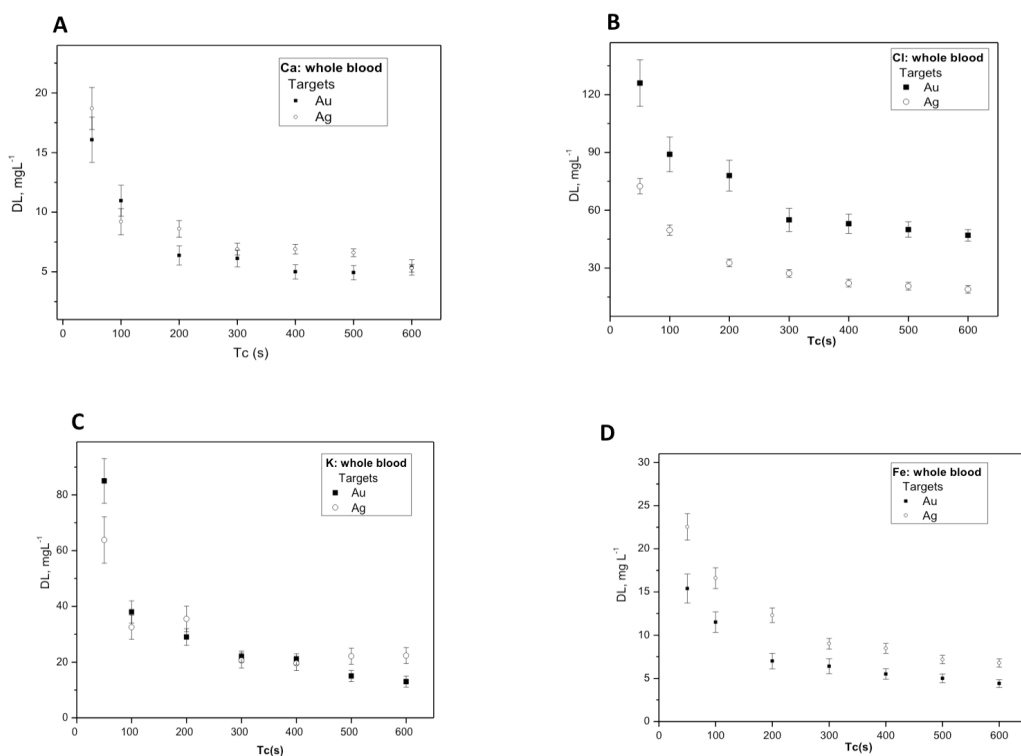 A
Ca: whole blood
Targets
Au
Ag
DL, mgL-1
20
15
10
5
0 100 200 300 400 500 600
Tc (s)
B
Cl: whole blood
Targets
Au
Ag
DL, mgL-1
120
90
60
30
0 100 200 300 400 500 600
Tc(s)
C
K: whole blood
Targets
Au
Ag
DL, mgL-1
80
60
40
20
0
0 100 200 300 400 500 600
Tc(s)
D
Fe: whole blood
Targets
Au
Ag
DL, mg L-1
30
25
20
15
10
5
0
0 100 200 300 400 500 600
Tc(s)